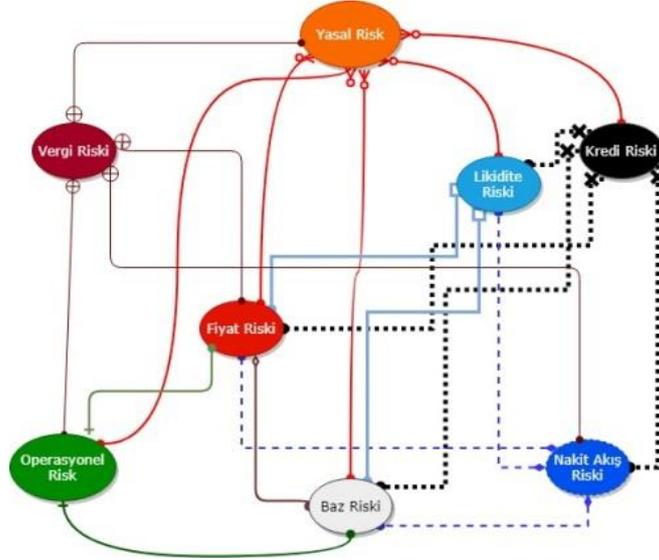 Yasal Risk
Vergi Riski
Kredi Riski
Likidite
Riski
Fiyat Riski
Operasyonel
Risk
Nakit Akış
Riski
Baz Riski